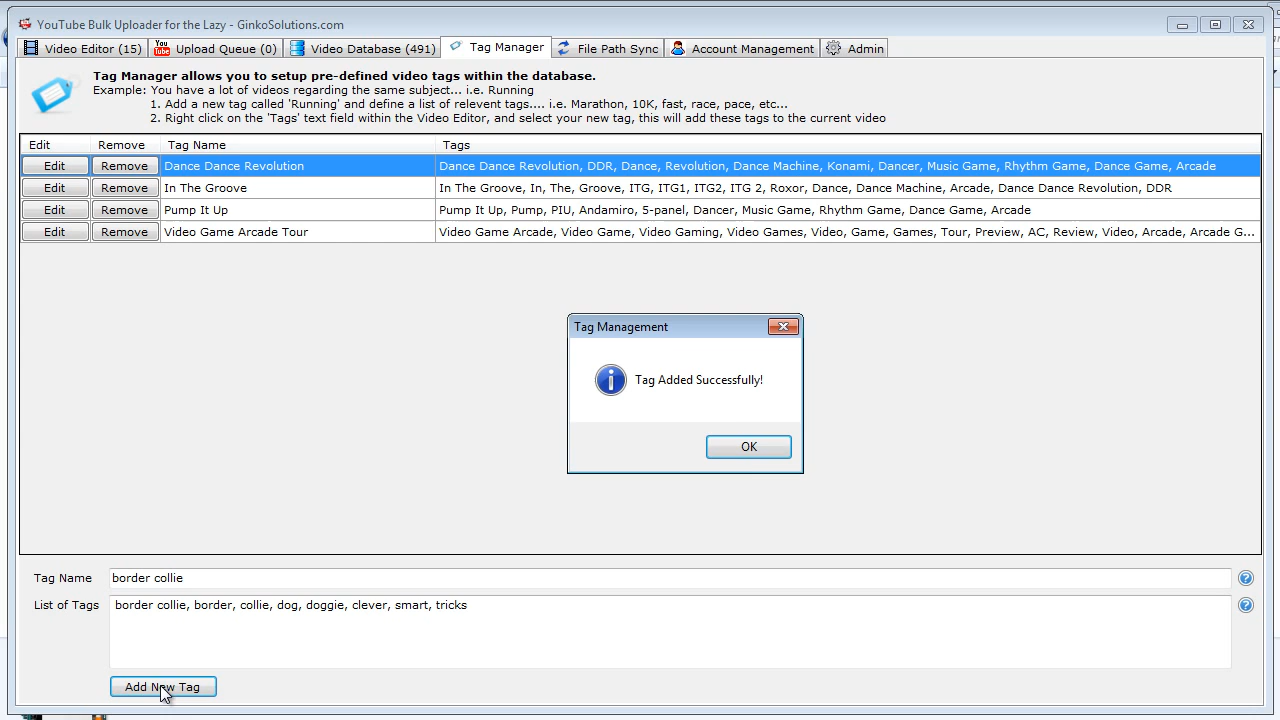 YouTube Bulk Uploader for the Lazy - GinkoSolutions.com
Video Editor (15) You Tube Upload Queue (0) Video Database (491) Tag Manager File Path Sync Account Management Admin
Tag Manager allows you to setup pre-defined video tags within the database.
Example: You have a lot of videos regarding the same subject... i.e. Running
1. Add a new tag called 'Running' and define a list of relevent tags.... i.e. Marathon, 10K, fast, race, pace, etc...
2. Right click on the 'Tags' text field within the Video Editor, and select your new tag, this will add these tags to the current video
Edit Remove Tag Name Tags
Edit Remove Dance Dance Revolution Dance Dance Revolution, DDR, Dance, Revolution, Dance Machine, Konami, Dancer, Music Game, Rhythm Game, Dance Game, Arcade
Edit Remove In The Groove In The Groove, In, The, Groove, ITG, ITG1, ITG2, ITG 2, Roxor, Dance, Dance Machine, Arcade, Dance Dance Revolution, DDR
Edit Remove Pump It Up Pump It Up, Pump, PIU, Andamiro, 5-panel, Dancer, Music Game, Rhythm Game, Dance Game, Arcade
Edit Remove Video Game Arcade Tour Video Game Arcade, Video Game, Video Gaming, Video Games, Video, Game, Games, Tour, Preview, AC, Review, Video, Arcade, Arcade G...
Tag Management
Tag Added Successfully!
OK
Tag Name border collie
List of Tags border collie, border, collie, dog, doggie, clever, smart, tricks
Add New Tag